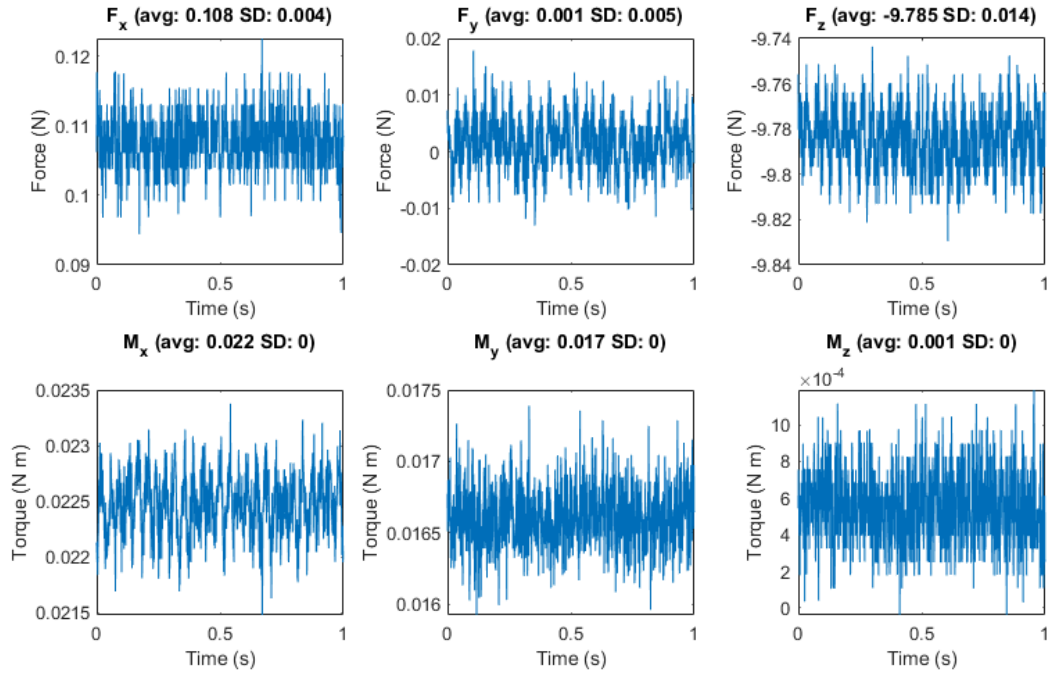 F_x (avg: 0.108 SD: 0.004)
0.12
0.11
0.1
0.09
Force (N)
0
0.5
1
Time (s)
F_y (avg: 0.001 SD: 0.005)
0.02
0.01
0
-0.01
-0.02
Force (N)
0
0.5
1
Time (s)
F_z (avg: -9.785 SD: 0.014)
-9.74
-9.76
-9.78
-9.8
-9.82
-9.84
Force (N)
0
0.5
1
Time (s)
M_x (avg: 0.022 SD: 0)
0.0235
0.023
0.0225
0.022
0.0215
Torque (N m)
0
0.5
1
Time (s)
M_y (avg: 0.017 SD: 0)
0.0175
0.017
0.0165
0.016
Torque (N m)
0
0.5
1
Time (s)
M_z (avg: 0.001 SD: 0)
×10^-4
10
8
6
4
2
0
Torque (N m)
0
0.5
1
Time (s)